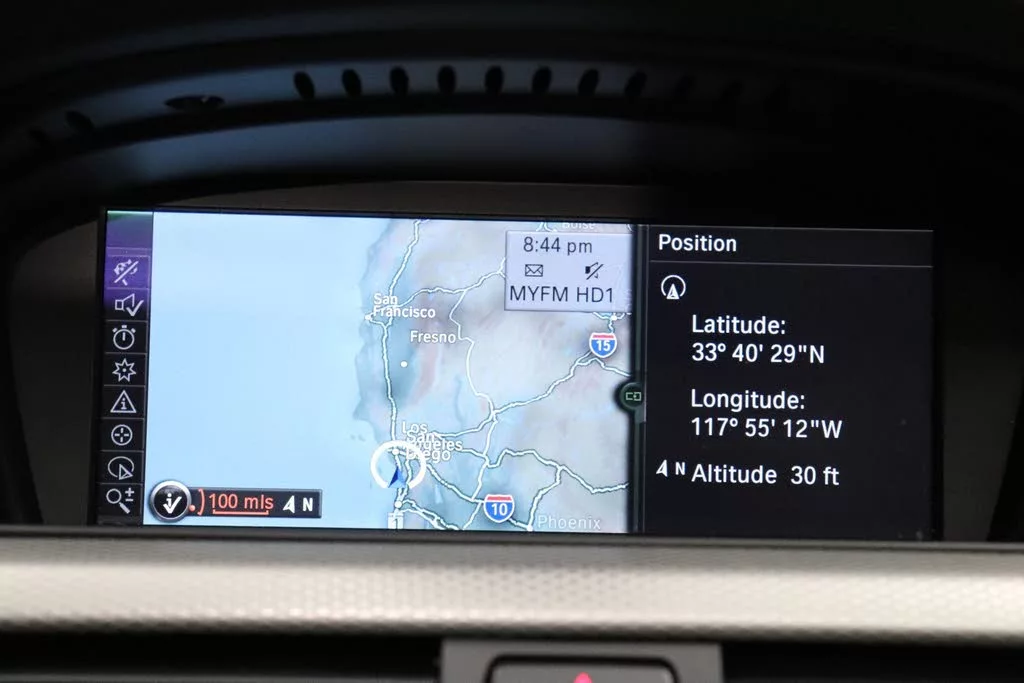 Boise
8:44 pm
MYFM HD1
San
Francisco
Fresno
15
Los
Angeles
San
Diego
10
Phoenix
100 mls
N
Position
Latitude:
33° 40' 29"N
Longitude:
117° 55' 12"W
N Altitude 30 ft